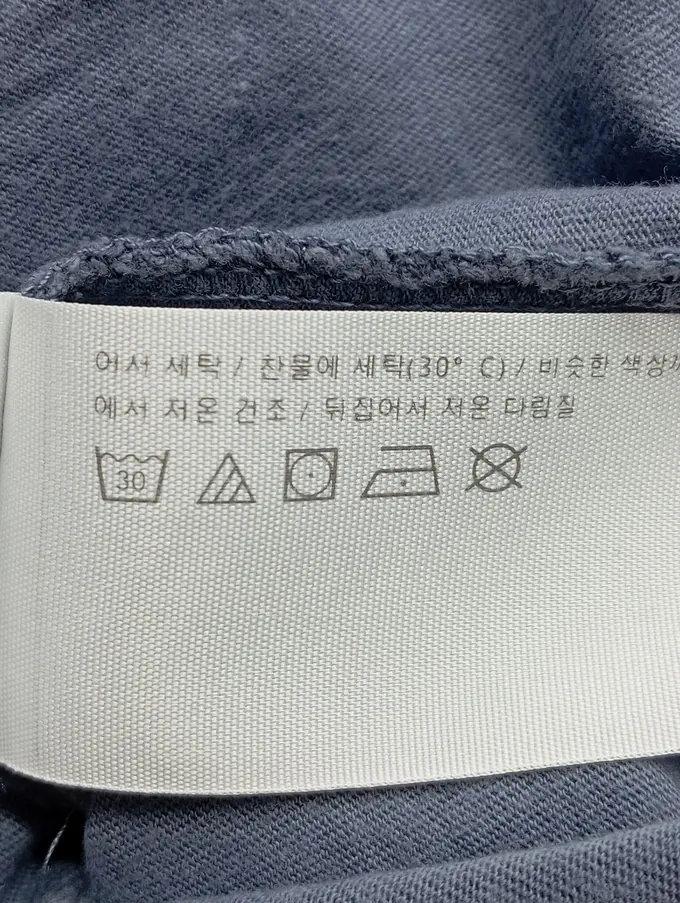 어서 세탁 / 찬물에 세탁(30° C) / 비슷한 색상
에서 저온 건조 / 뒤집어서 저온 다림질
30